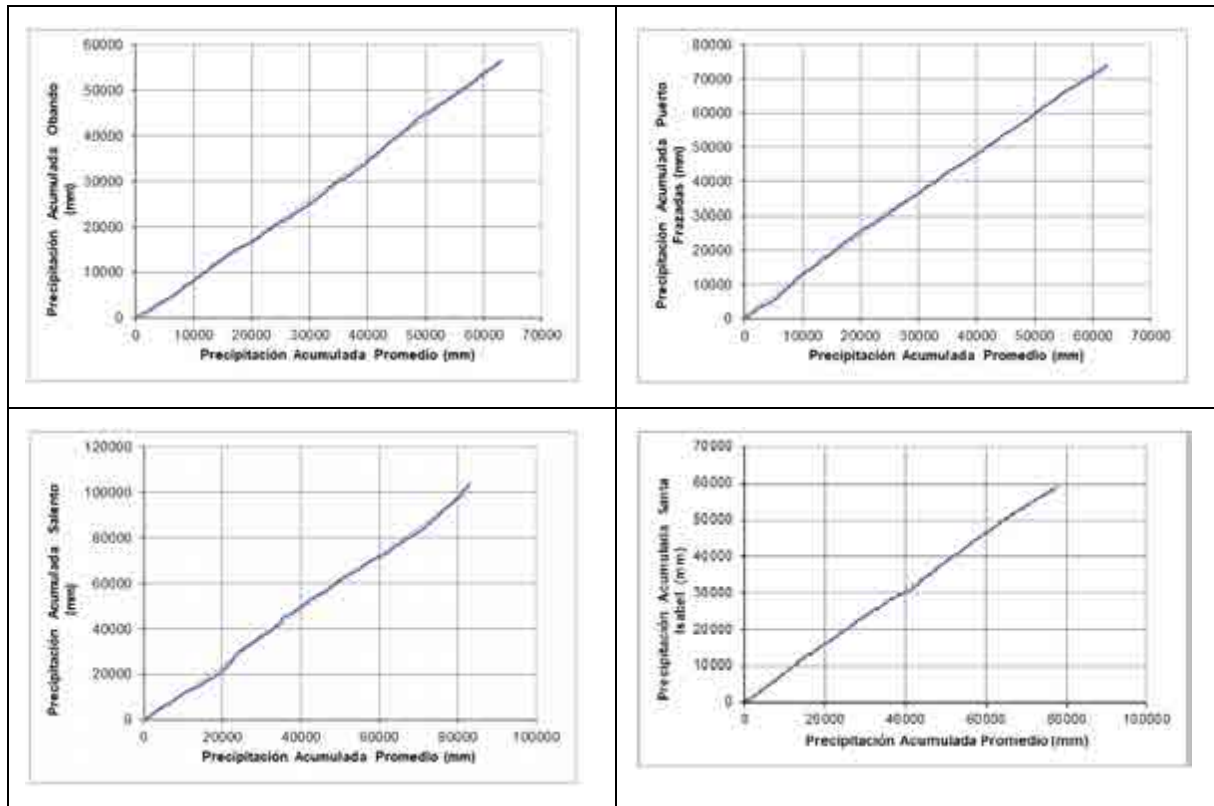 60000
50000
40000
30000
20000
10000
0
0 10000 20000 30000 40000 50000 60000 70000
Precipitación Acumulada Obando
(mm)
Precipitación Acumulada Promedio (mm)
80000
70000
60000
50000
40000
30000
20000
10000
0
0 10000 20000 30000 40000 50000 60000 70000
Precipitación Acumulada Puerto
Frazadas (mm)
Precipitación Acumulada Promedio (mm)
120000
100000
80000
60000
40000
20000
0
0 20000 40000 60000 80000 100000
Precipitación Acumulada Salento
(mm)
Precipitación Acumulada Promedio (mm)
70000
60000
50000
40000
30000
20000
10000
0
0 20000 40000 60000 80000 100000
Precipitación Acumulada Santa
Isabel (mm)
Precipitación Acumulada Promedio (mm)